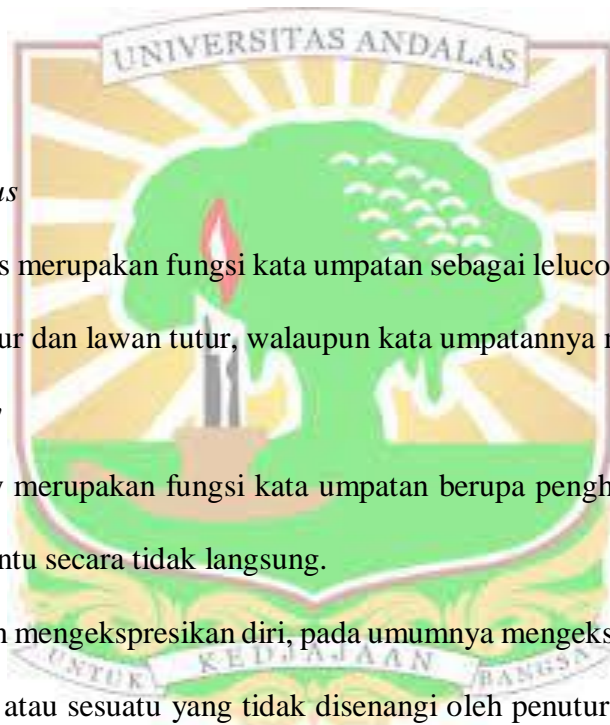 UNIVERSITAS ANDALAS
us
s merupakan fungsi kata umpatan sebagai leluco
ur dan lawan tutur, walaupun kata umpatannya
merupakan fungsi kata umpatan berupa pengh
ntu secara tidak langsung.
n mengekspresikan diri, pada umumnya mengeks
atau sesuatu yang tidak disenangi oleh penutur
UNTUK KEDJAJAAN BANGSA